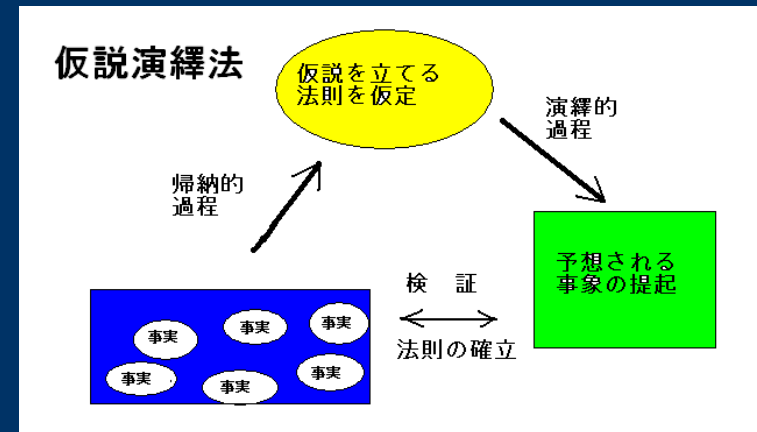 仮説演繹法
仮説を立てる
法則を仮定
演繹的
過程
帰納的
過程
予想される
事象の提起
検 証
法則の確立
事実
事実
事実
事実
事実
事実